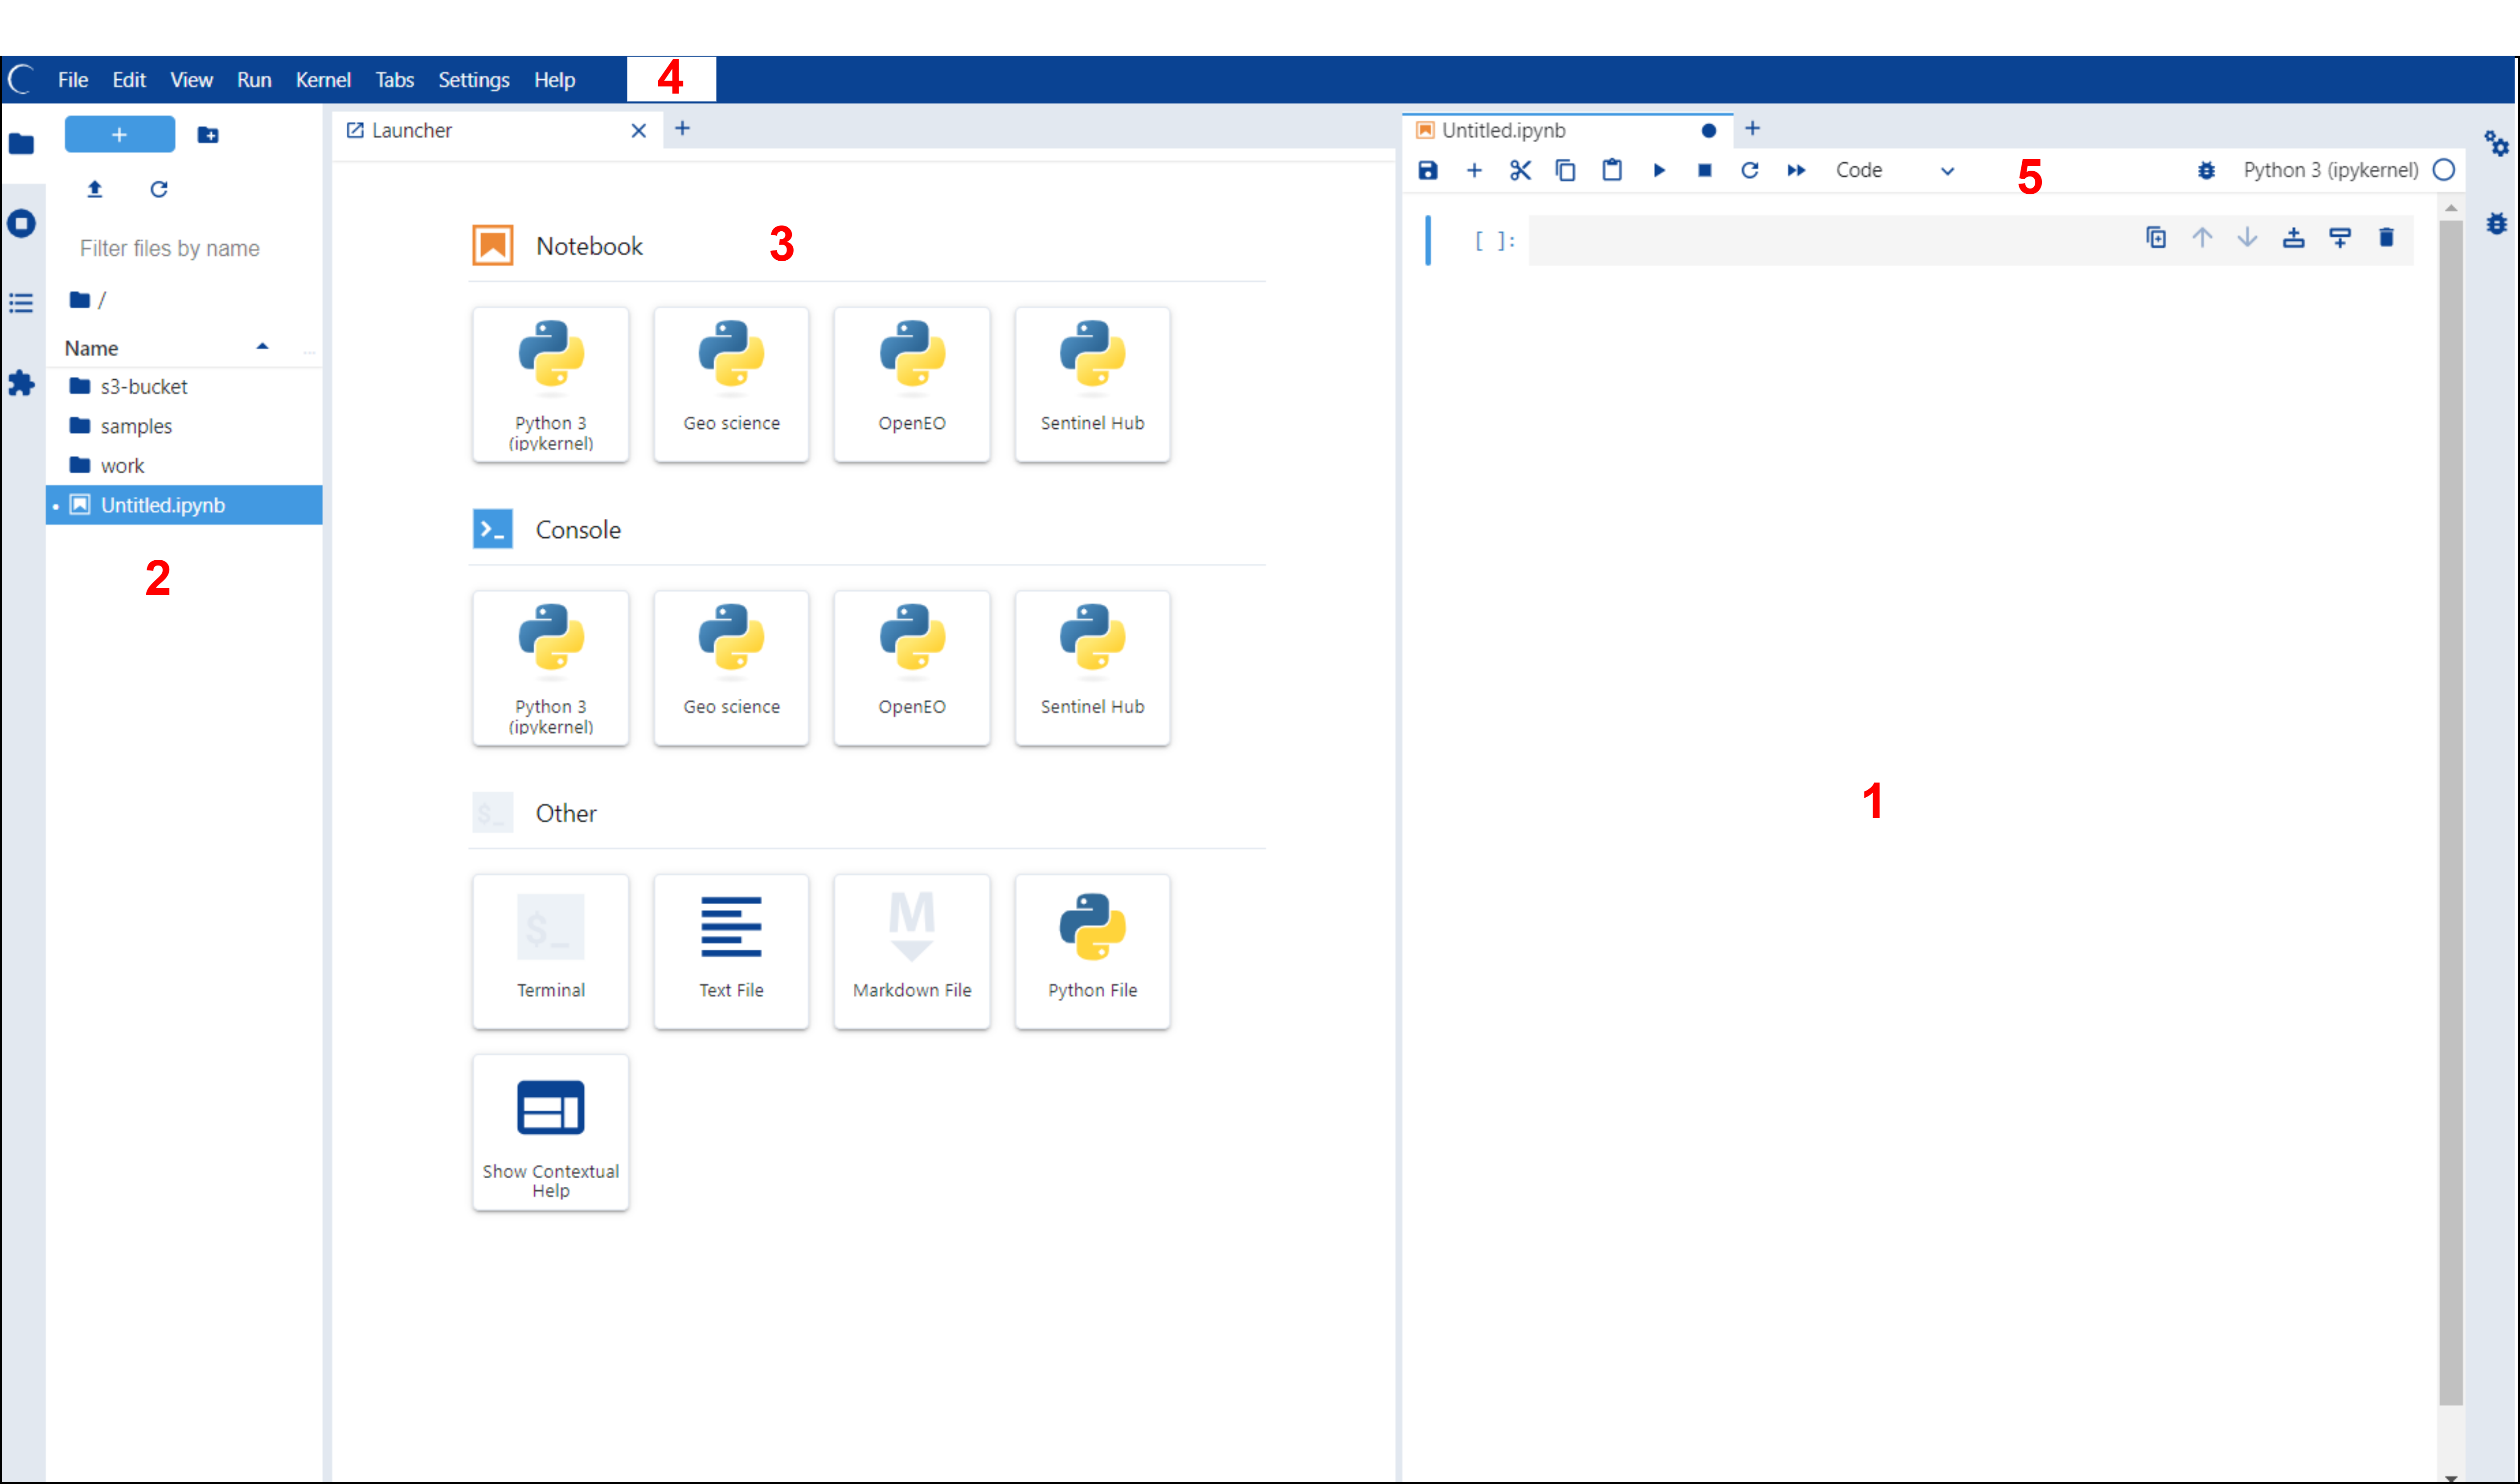 File Edit View Run Kernel Tabs Settings Help 4
+
Filter files by name
/
Name ...
s3-bucket
samples
work
Untitled.ipynb
2
Launcher
Notebook 3
Python 3 (ipykernel)
Geo science
OpenEO
Sentinel Hub
Console
Python 3 (ipykernel)
Geo science
OpenEO
Sentinel Hub
$_ Other
$_
Terminal
Text File
M
Markdown File
Python File
Show Contextual Help
Untitled.ipynb
Code 5 Python 3 (ipykernel)
[ ]:
1